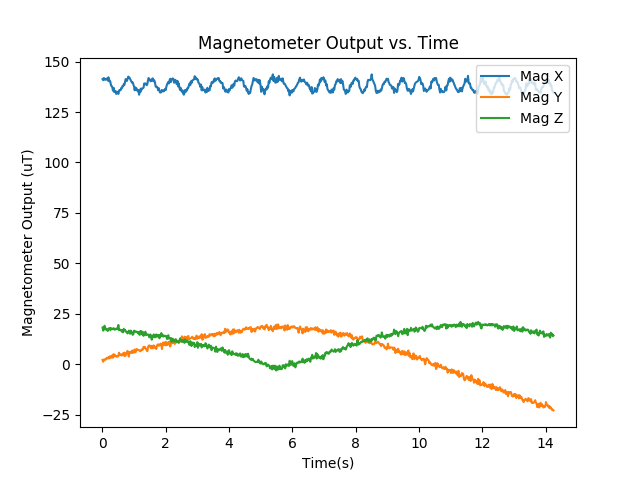 Magnetometer Output vs. Time
Mag X
Mag Y
Mag Z
150
125
100
75
50
25
0
−25
Magnetometer Output (uT)
0 2 4 6 8 10 12 14
Time(s)